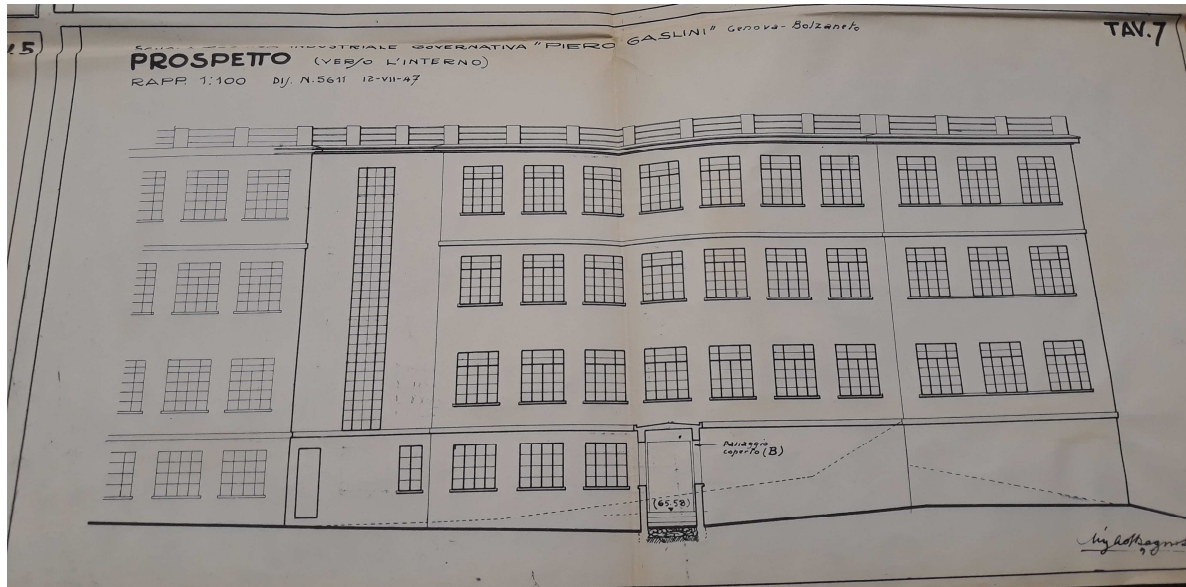 TAV. 7
INDUSTRIALE GOVERNATIVA "PIERO GASLINI" Genova-Bolzaneto
PROSPETTO (VERSO L'INTERNO)
RAPP. 1:100 DIS. N. 5611 12-VII-47
Passaggio
coperto (B)
(65.58)